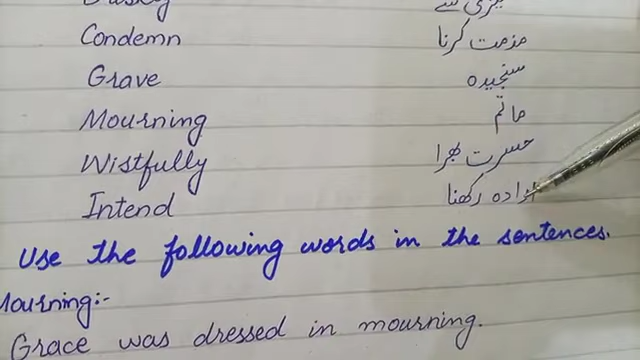 Condemn مذمت کرنا
Grave سنجیدہ
Mourning ماتم
Wistfully حسرت بھرا
Intend ارادہ رکھنا
Use the following words in the sentences.
Mourning:-
Grace was dressed in mourning.